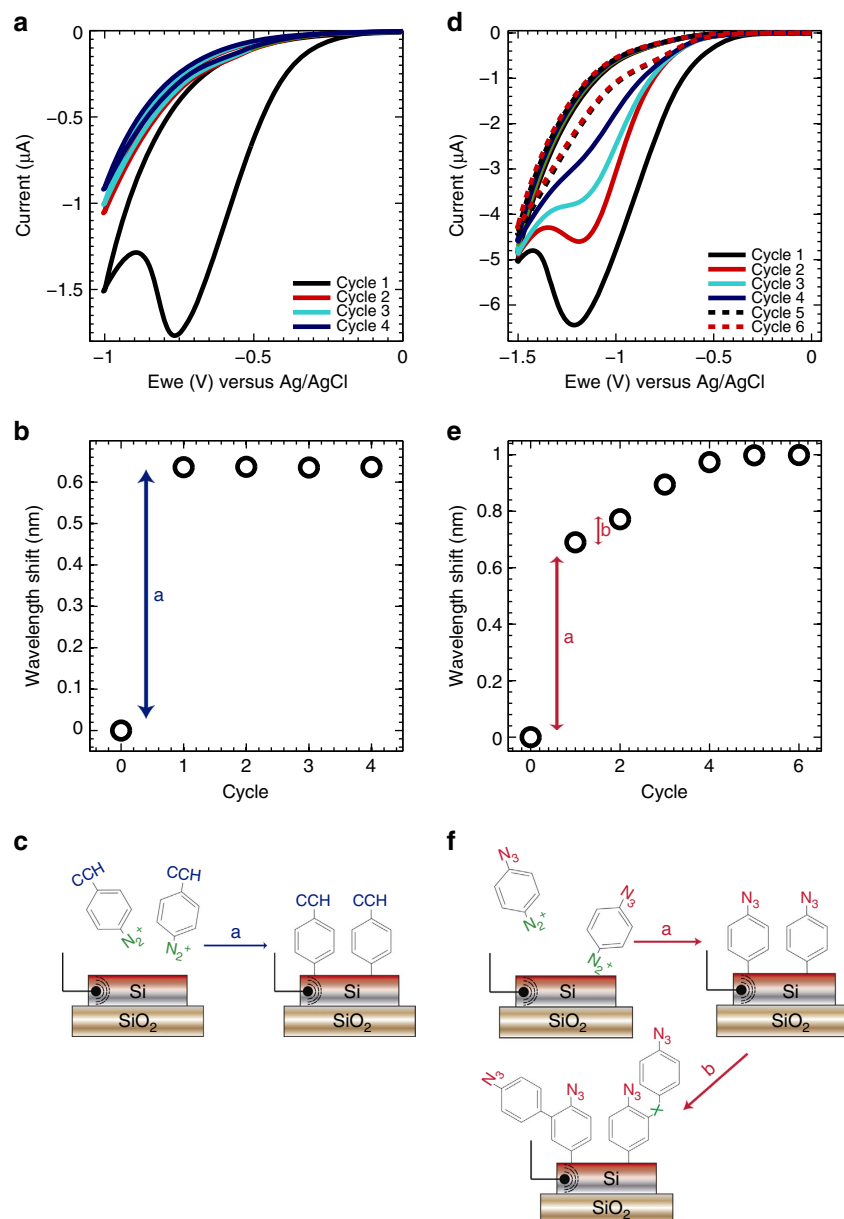 a
0
−0.5
−1
−1.5
Current (μA)
Cycle 1
Cycle 2
Cycle 3
Cycle 4
−1
−0.5
0
Ewe (V) versus Ag/AgCl
d
0
−1
−2
−3
−4
−5
−6
Current (μA)
Cycle 1
Cycle 2
Cycle 3
Cycle 4
Cycle 5
Cycle 6
−1.5
−1
−0.5
0
Ewe (V) versus Ag/AgCl
b
0.6
0.5
0.4
0.3
0.2
0.1
0
Wavelength shift (nm)
a
0 1 2 3 4
Cycle
e
1
0.8
0.6
0.4
0.2
0
Wavelength shift (nm)
b
a
0 2 4 6
Cycle
c
CCH
CCH
N2+
N2+
a
CCH
CCH
Si
SiO2
Si
SiO2
f
N3
N2+
N3
N2+
a
N3
N3
Si
SiO2
Si
SiO2
b
N3
N3
N3
N3
X
Si
SiO2